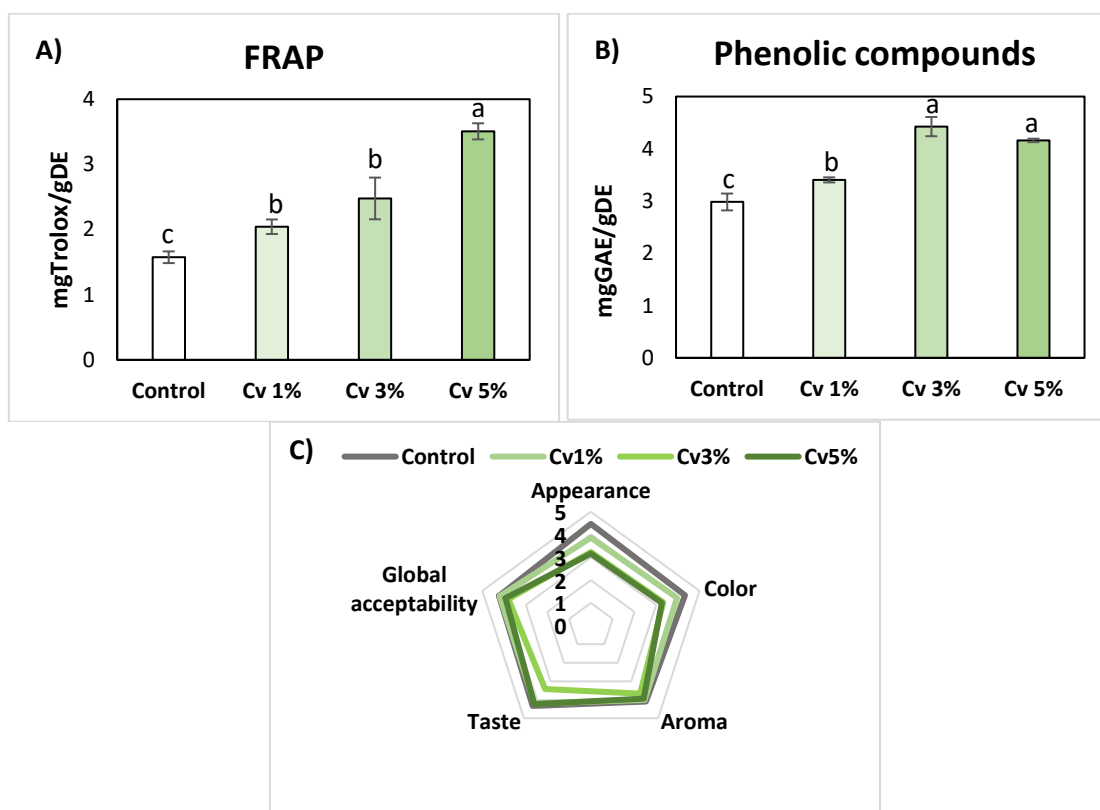 A)
FRAP
mgTrolox/gDE
4
3
2
1
0
c
b
b
a
Control
Cv 1%
Cv 3%
Cv 5%
B)
Phenolic compounds
mgGAE/gDE
5
4
3
2
1
0
c
b
a
a
Control
Cv 1%
Cv 3%
Cv 5%
C)
Control
Cv1%
Cv3%
Cv5%
Appearance
5
4
3
2
1
0
Color
Aroma
Taste
Global
acceptability